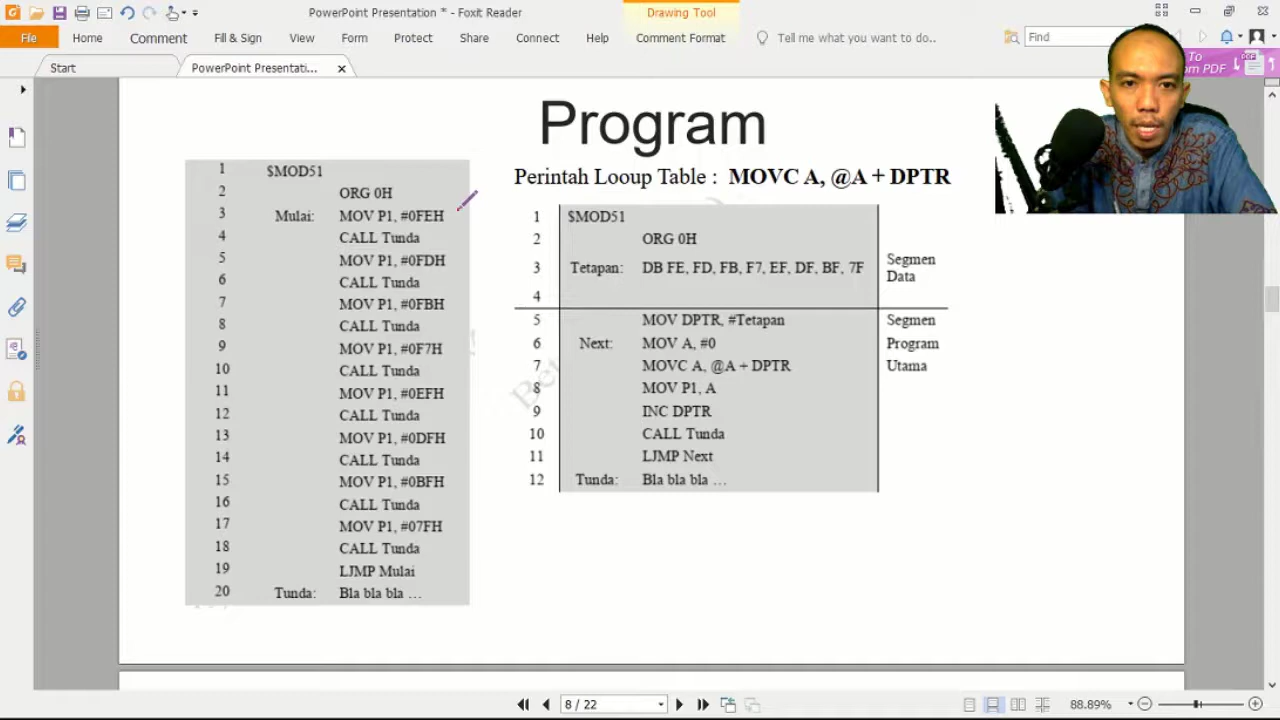 PowerPoint Presentation * - Foxit Reader
Drawing Tool
File Home Comment Fill & Sign View Form Protect Share Connect Help Comment Format Tell me what you want to do.. Find
Start PowerPoint Presentati... To
om PDF
Program
Perintah Looup Table : MOVC A, @A + DPTR
1 $MOD51
2 ORG 0H
3 Mulai: MOV P1, #0FEH
4 CALL Tunda
5 MOV P1, #0FDH
6 CALL Tunda
7 MOV P1, #0FBH
8 CALL Tunda
9 MOV P1, #0F7H
10 CALL Tunda
11 MOV P1, #0EFH
12 CALL Tunda
13 MOV P1, #0DFH
14 CALL Tunda
15 MOV P1, #0BFH
16 CALL Tunda
17 MOV P1, #07FH
18 CALL Tunda
19 LJMP Mulai
20 Tunda: Bla bla bla ...
1 $MOD51
2 ORG 0H
3 Tetapan: DB FE, FD, FB, F7, EF, DF, BF, 7F Segmen
Data
4
5 MOV DPTR, #Tetapan Segmen
6 Next: MOV A, #0 Program
7 MOVC A, @A + DPTR Utama
8 MOV P1, A
9 INC DPTR
10 CALL Tunda
11 LJMP Next
12 Tunda: Bla bla bla ...
8 / 22 88.89%